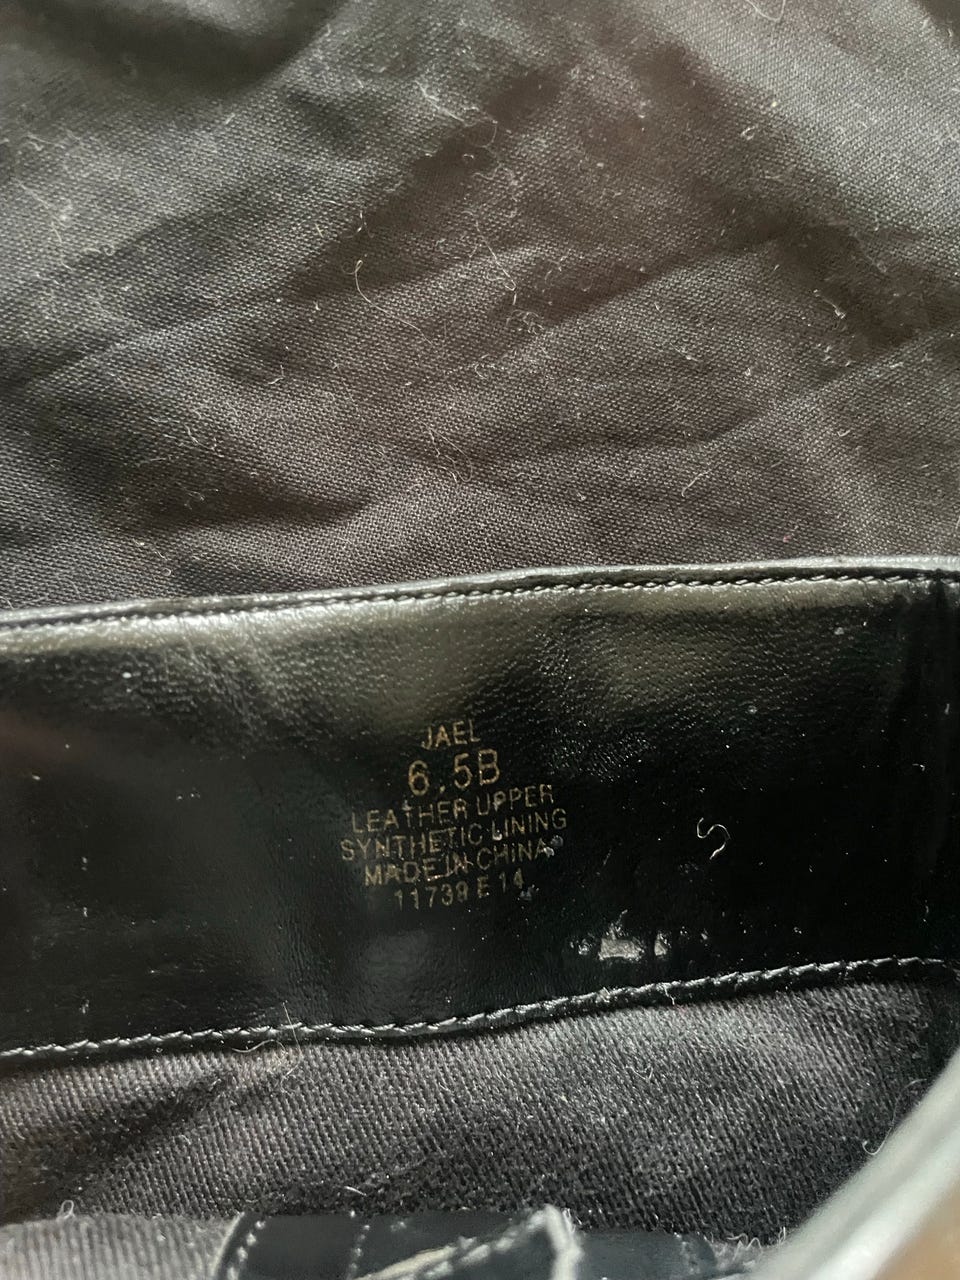 JAEL
6.5B
LEATHER UPPER
SYNTHETIC LINING
MADE IN CHINA
11739 E 14